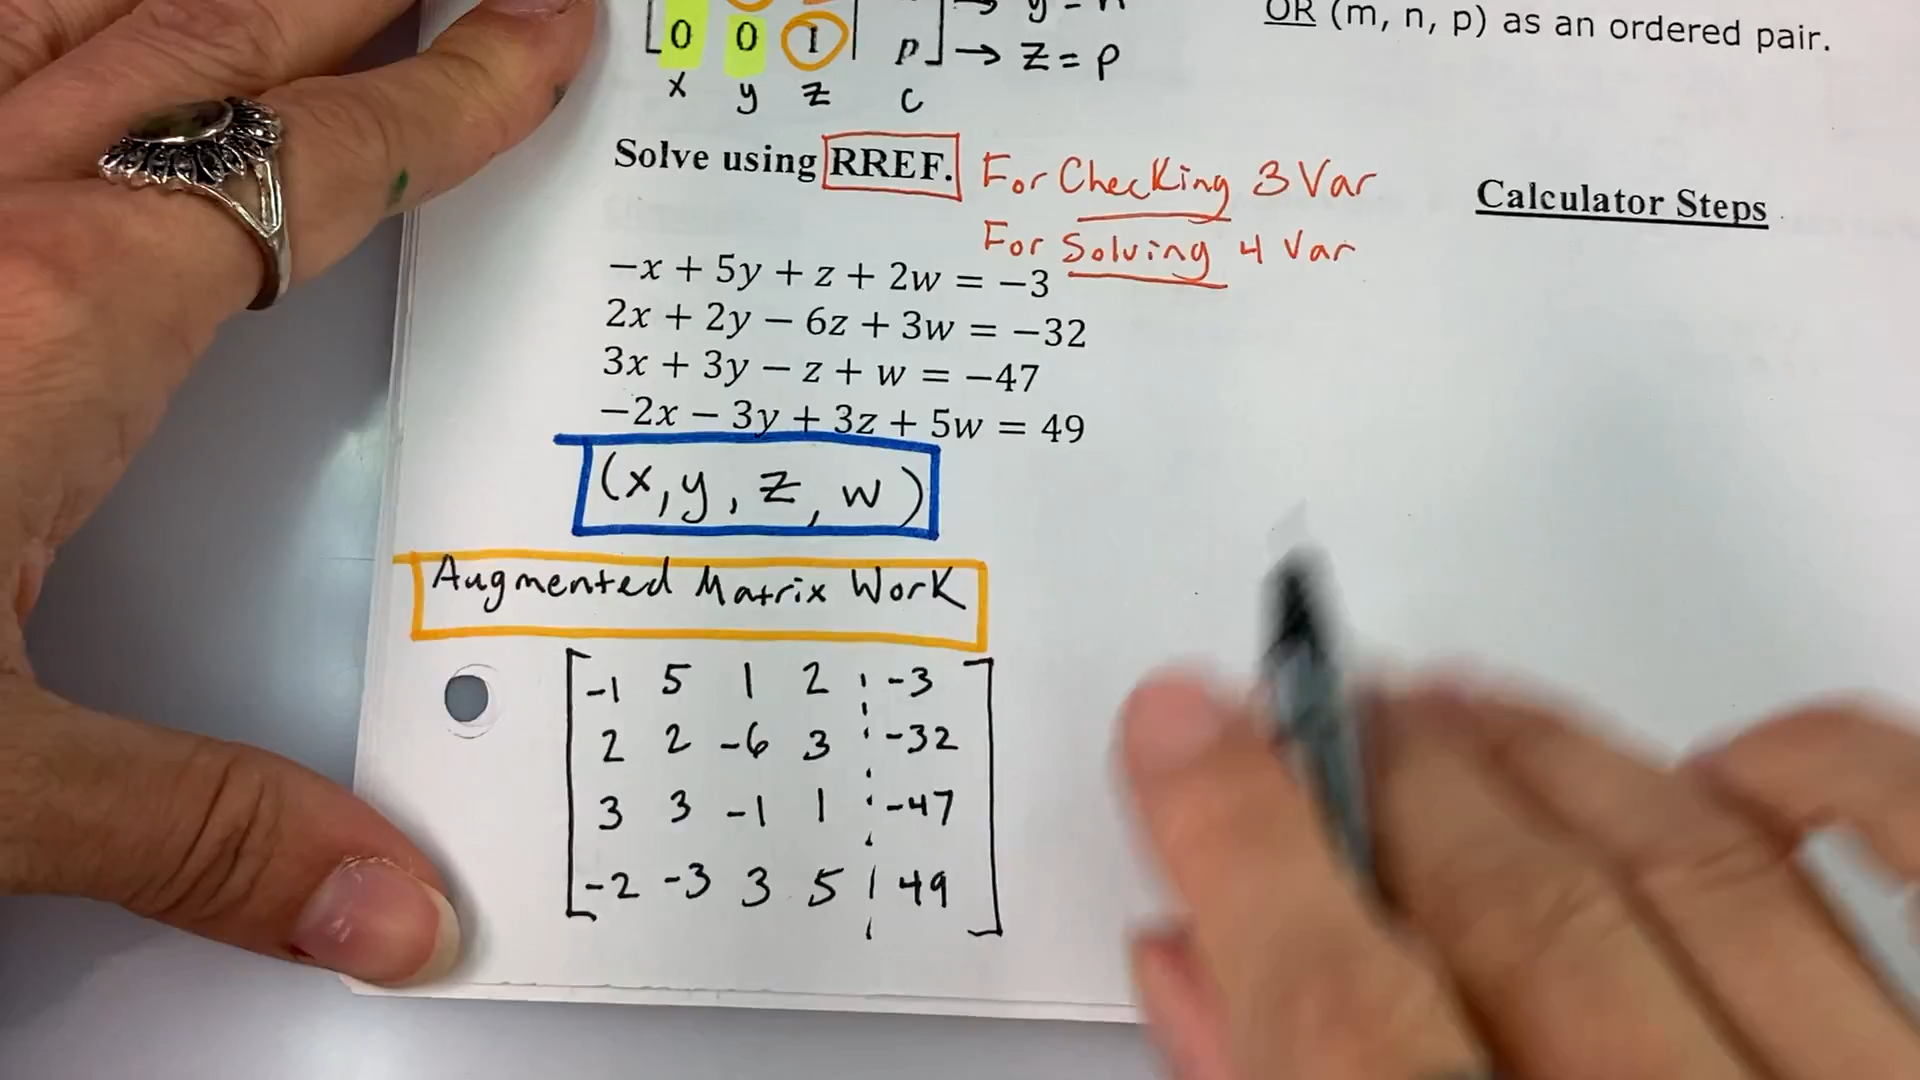 0 0 1 | p ] → z = p
x y z c
OR (m, n, p) as an ordered pair.
Solve using RREF. For Checking 3 Var
For Solving 4 Var
Calculator Steps
−x + 5y + z + 2w = −3
2x + 2y − 6z + 3w = −32
3x + 3y − z + w = −47
−2x − 3y + 3z + 5w = 49
(x, y, z, w)
Augmented Matrix Work
-1 5 1 2 -3
2 2 -6 3 -32
3 3 -1 1 -47
-2 -3 3 5 49